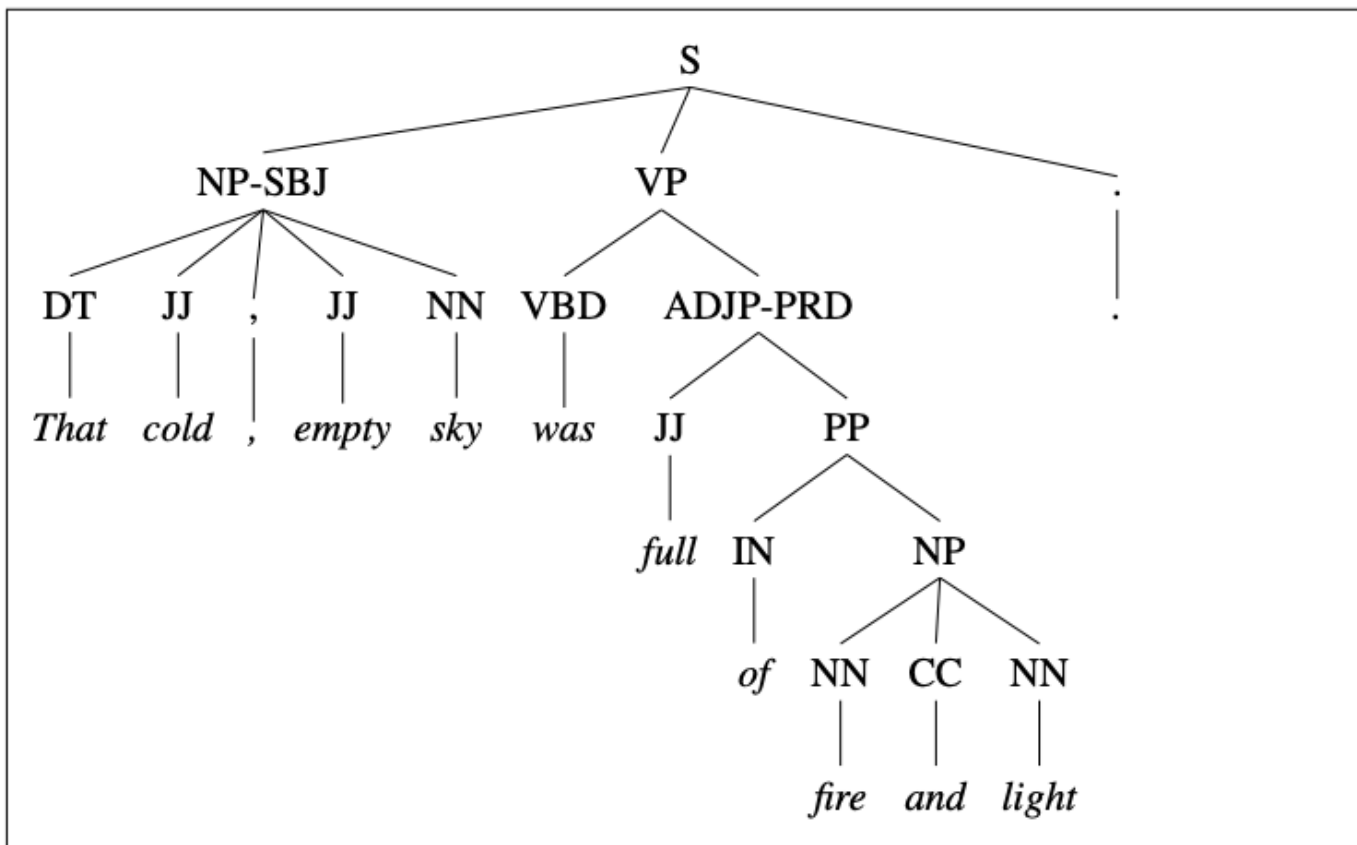 S
NP-SBJ VP .
DT JJ , JJ NN VBD ADJP-PRD .
That cold , empty sky was JJ PP
full IN NP
of NN CC NN
fire and light